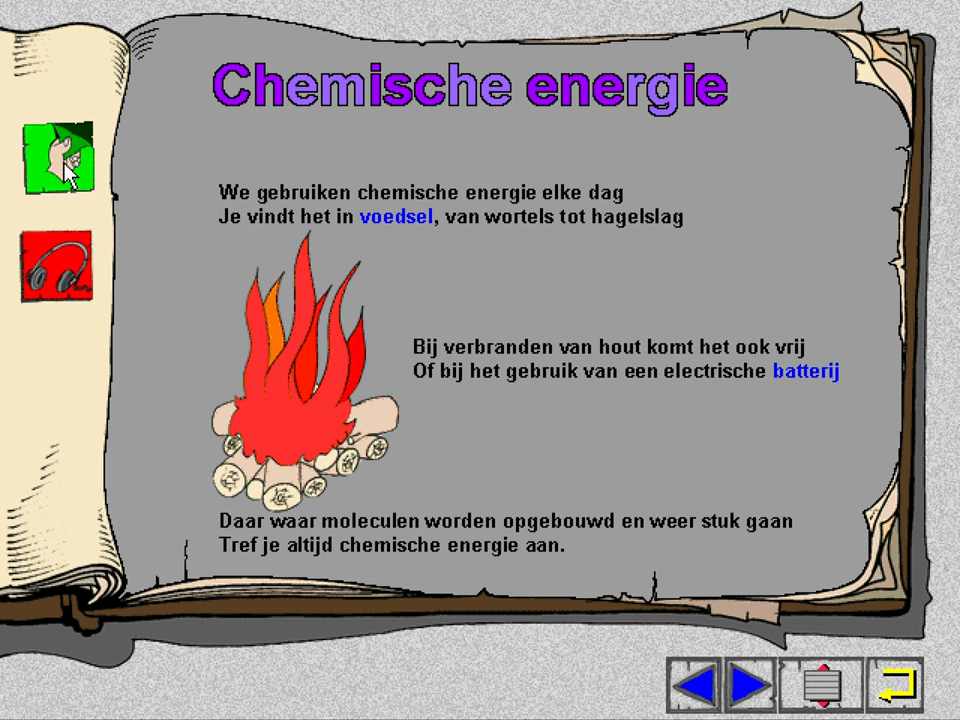 Chemische energie
We gebruiken chemische energie elke dag
Je vindt het in voedsel, van wortels tot hagelslag
Bij verbranden van hout komt het ook vrij
Of bij het gebruik van een electrische batterij
Daar waar moleculen worden opgebouwd en weer stuk gaan
Tref je altijd chemische energie aan.